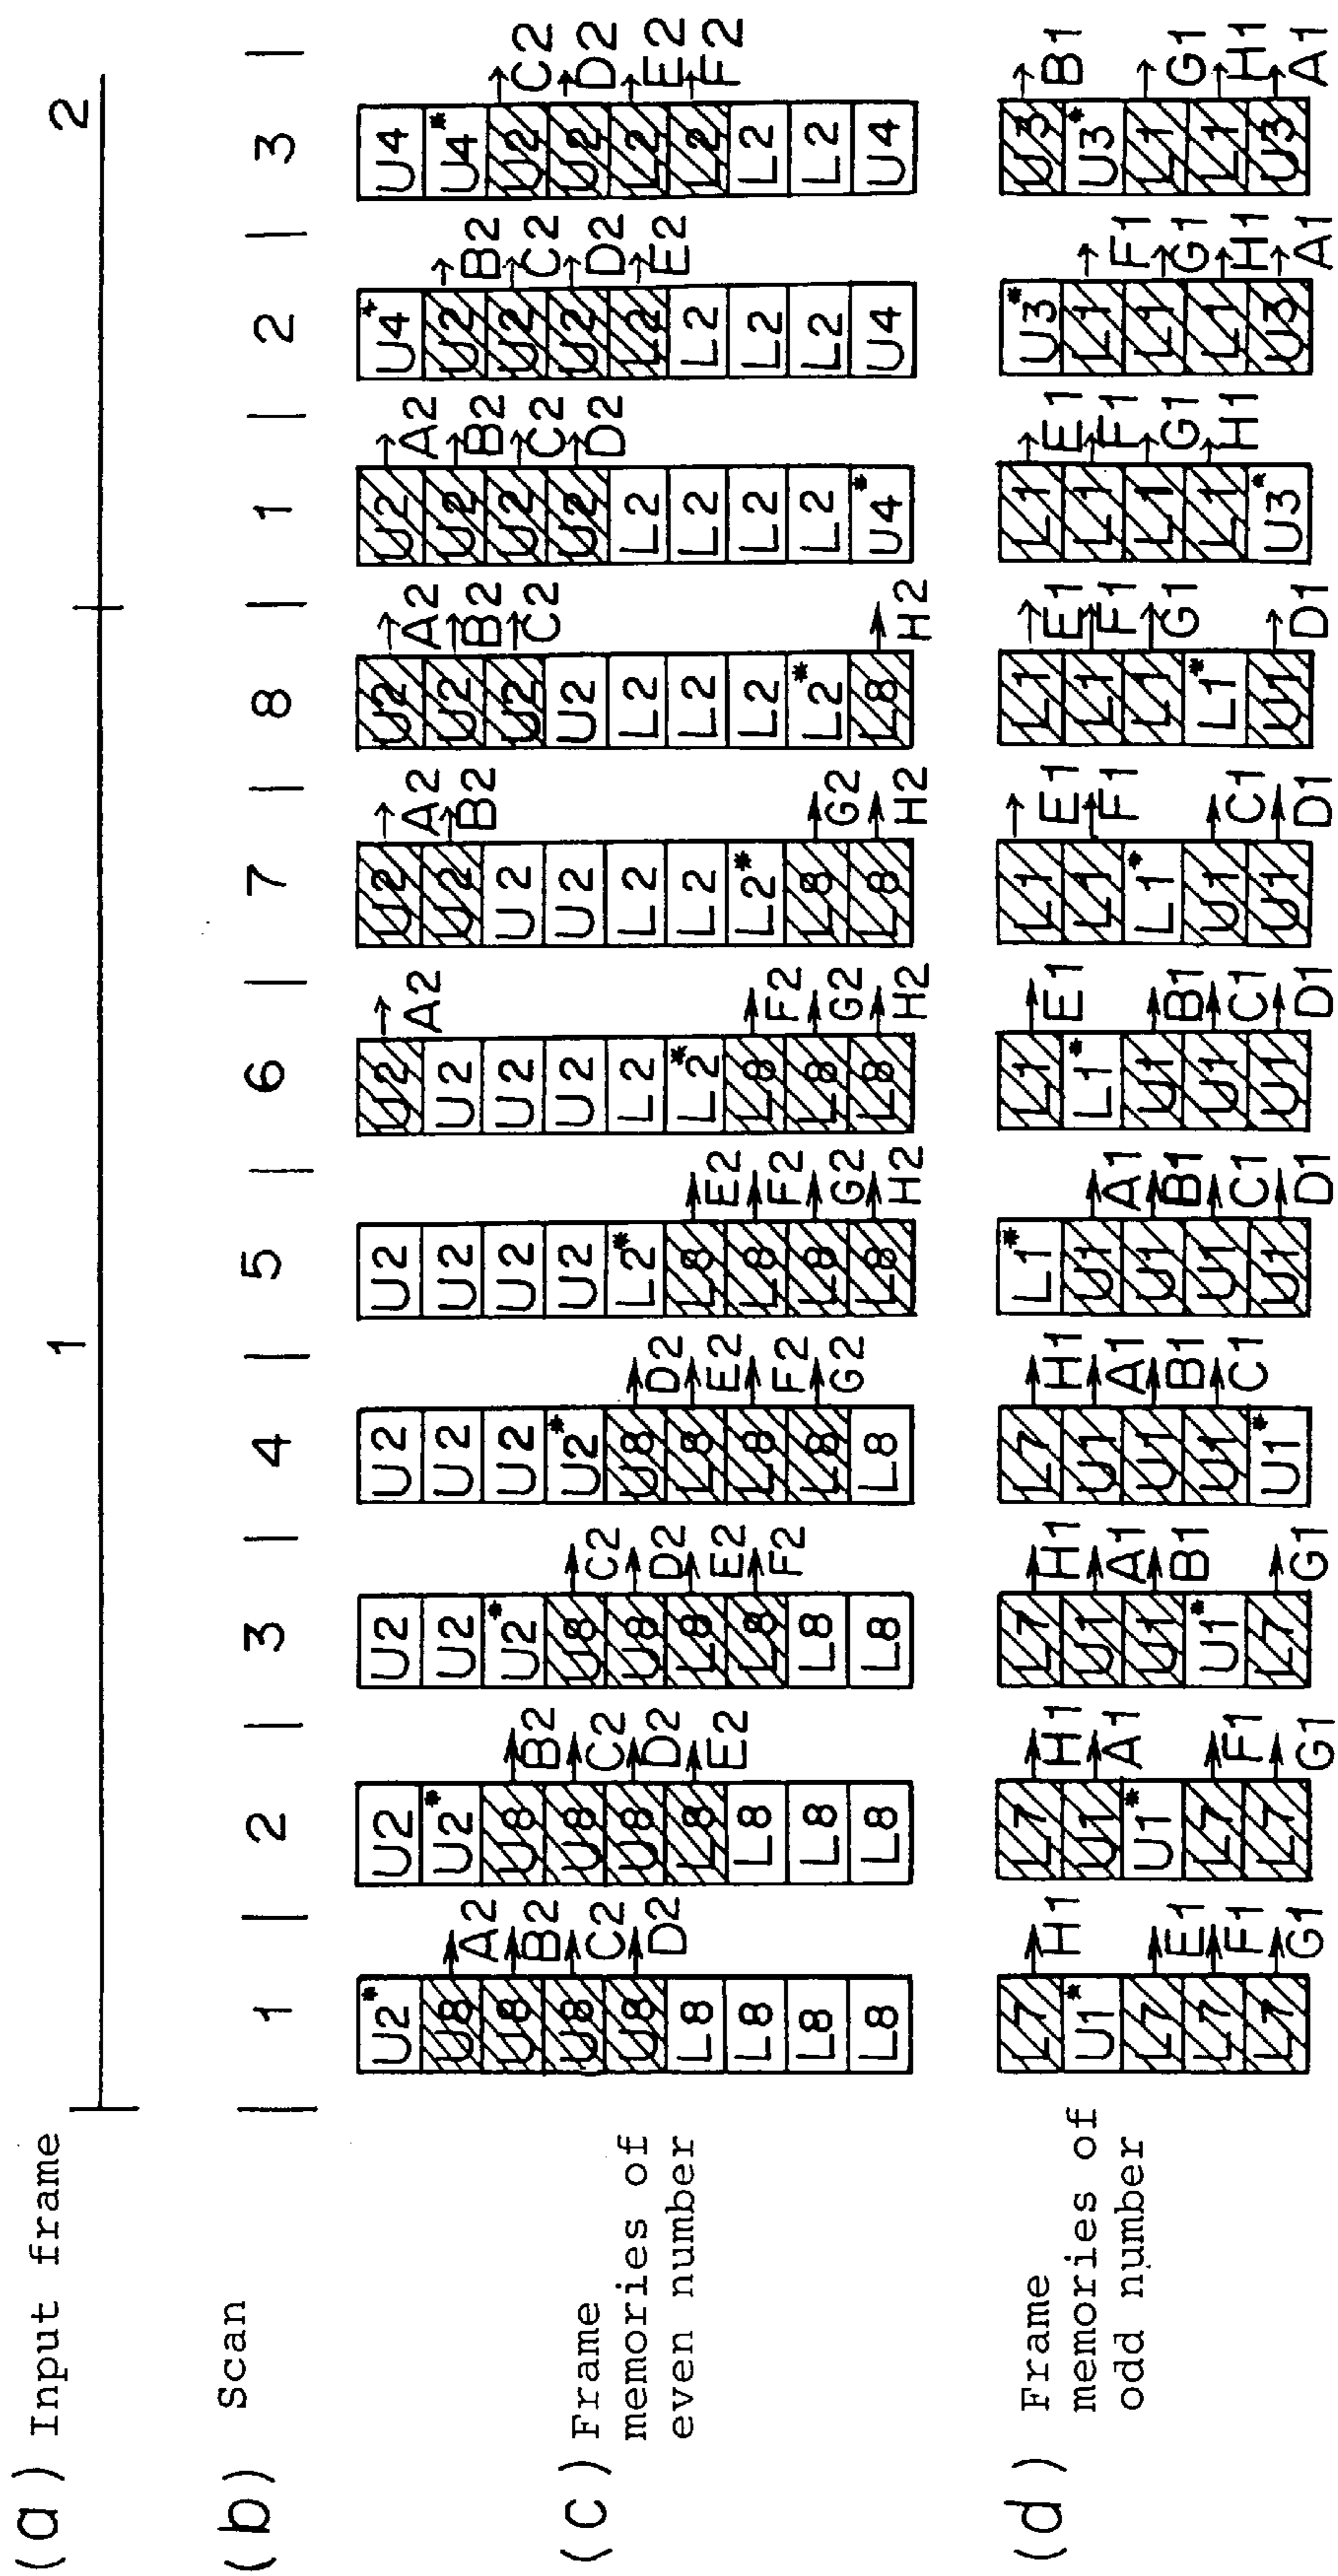 (a) Input frame 1 2
(b) Scan 1 2 3 4 5 6 7 8 1 2 3
(c) Frame
memories of
even number
U2* U2 U2 U2 U2 U2 A2 U2 A2 U2 A2 U2 A2 U4* U4
U8 A2 U2* U2 U2 U2 U2 U2 B2 U2 B2 U2 B2 U2 B2 U4*
U8 B2 U8 B2 U2* U2 U2 U2 U2 U2 C2 U2 C2 U2 C2 U2 C2
U8 C2 U8 C2 U8 C2 U2* U2 U2 U2 U2 U2 D2 U2 D2 U2 D2
U8 D2 U8 D2 U8 D2 U8 D2 L2* L2 L2 L2 L2 L2 E2 L2 E2
L8 L8 E2 L8 E2 L8 E2 L8 E2 L2* L2 L2 L2 L2 L2 F2
L8 L8 L8 F2 L8 F2 L8 F2 L8 F2 L2* L2 L2 L2 L2
L8 L8 L8 L8 G2 L8 G2 L8 G2 L8 G2 L2* L2 L2 L2
L8 L8 L8 L8 L8 H2 L8 H2 L8 H2 L8 H2 U4* U4 U4
(d) Frame
memories of
odd number
L7 H1 L7 H1 L7 H1 L7 H1 L1* L1 E1 L1 E1 L1 E1 L1 E1 U3* U3 B1
U1* U1 A1 U1 A1 U1 A1 U1 A1 L1* L1 F1 L1 F1 L1 F1 L1 F1 U3*
L7 E1 U1* U1 B1 U1 B1 U1 B1 U1 B1 L1* L1 G1 L1 G1 L1 G1 L1 G1
L7 F1 L7 F1 U1* U1 C1 U1 C1 U1 C1 U1 C1 L1* L1 H1 L1 H1 L1 H1
L7 G1 L7 G1 L7 G1 U1* U1 D1 U1 D1 U1 D1 U1 D1 U3* U3 A1 U3 A1